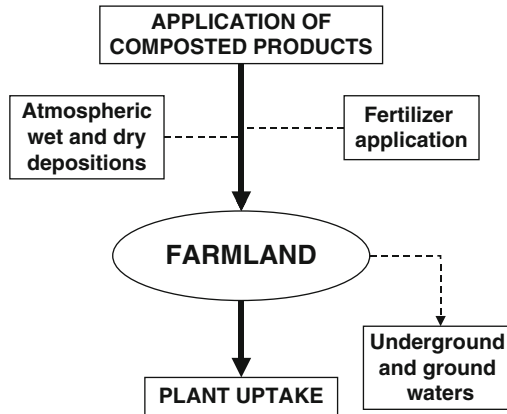 APPLICATION OF
COMPOSTED PRODUCTS
Atmospheric
wet and dry
depositions
Fertilizer
application
FARMLAND
Underground
and ground
waters
PLANT UPTAKE